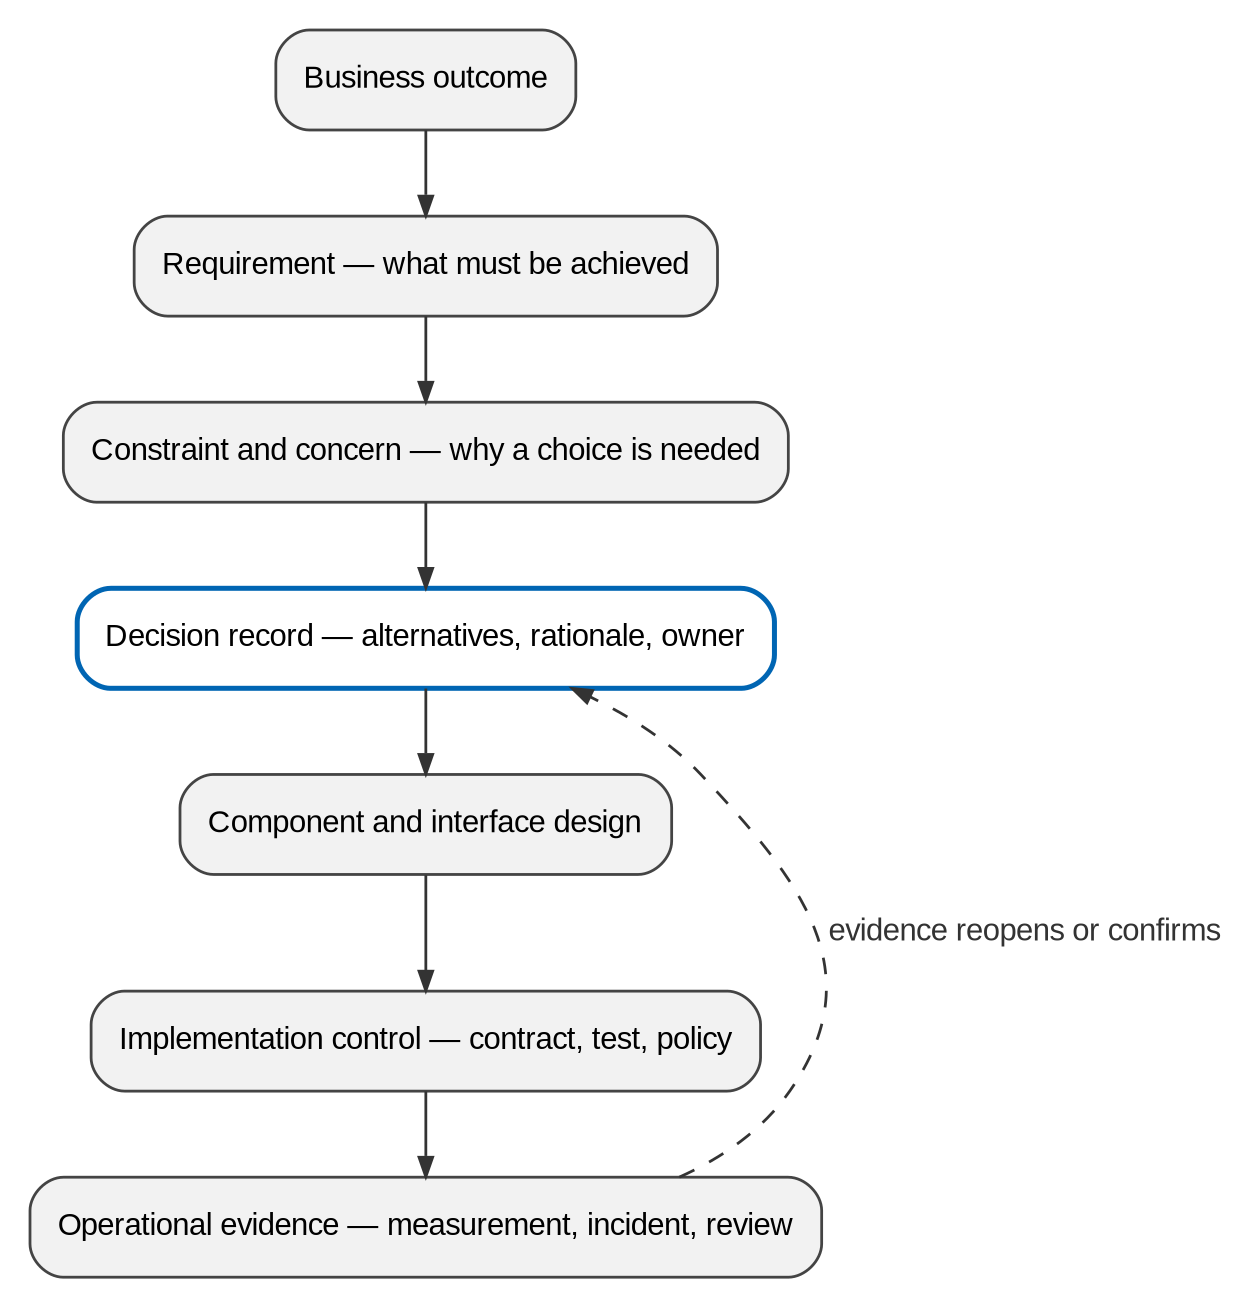 Business outcome
Requirement — what must be achieved
Constraint and concern — why a choice is needed
Decision record — alternatives, rationale, owner
Component and interface design
evidence reopens or confirms
Implementation control — contract, test, policy
Operational evidence — measurement, incident, review